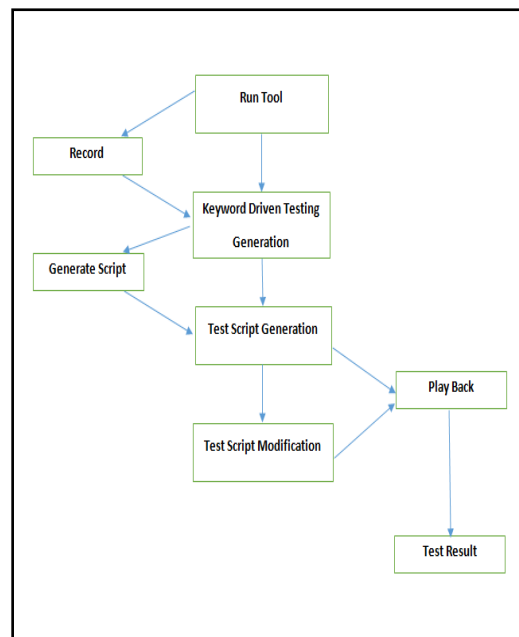 Run Tool
Record
Keyword Driven Testing
Generation
Generate Script
Test Script Generation
Play Back
Test Script Modification
Test Result